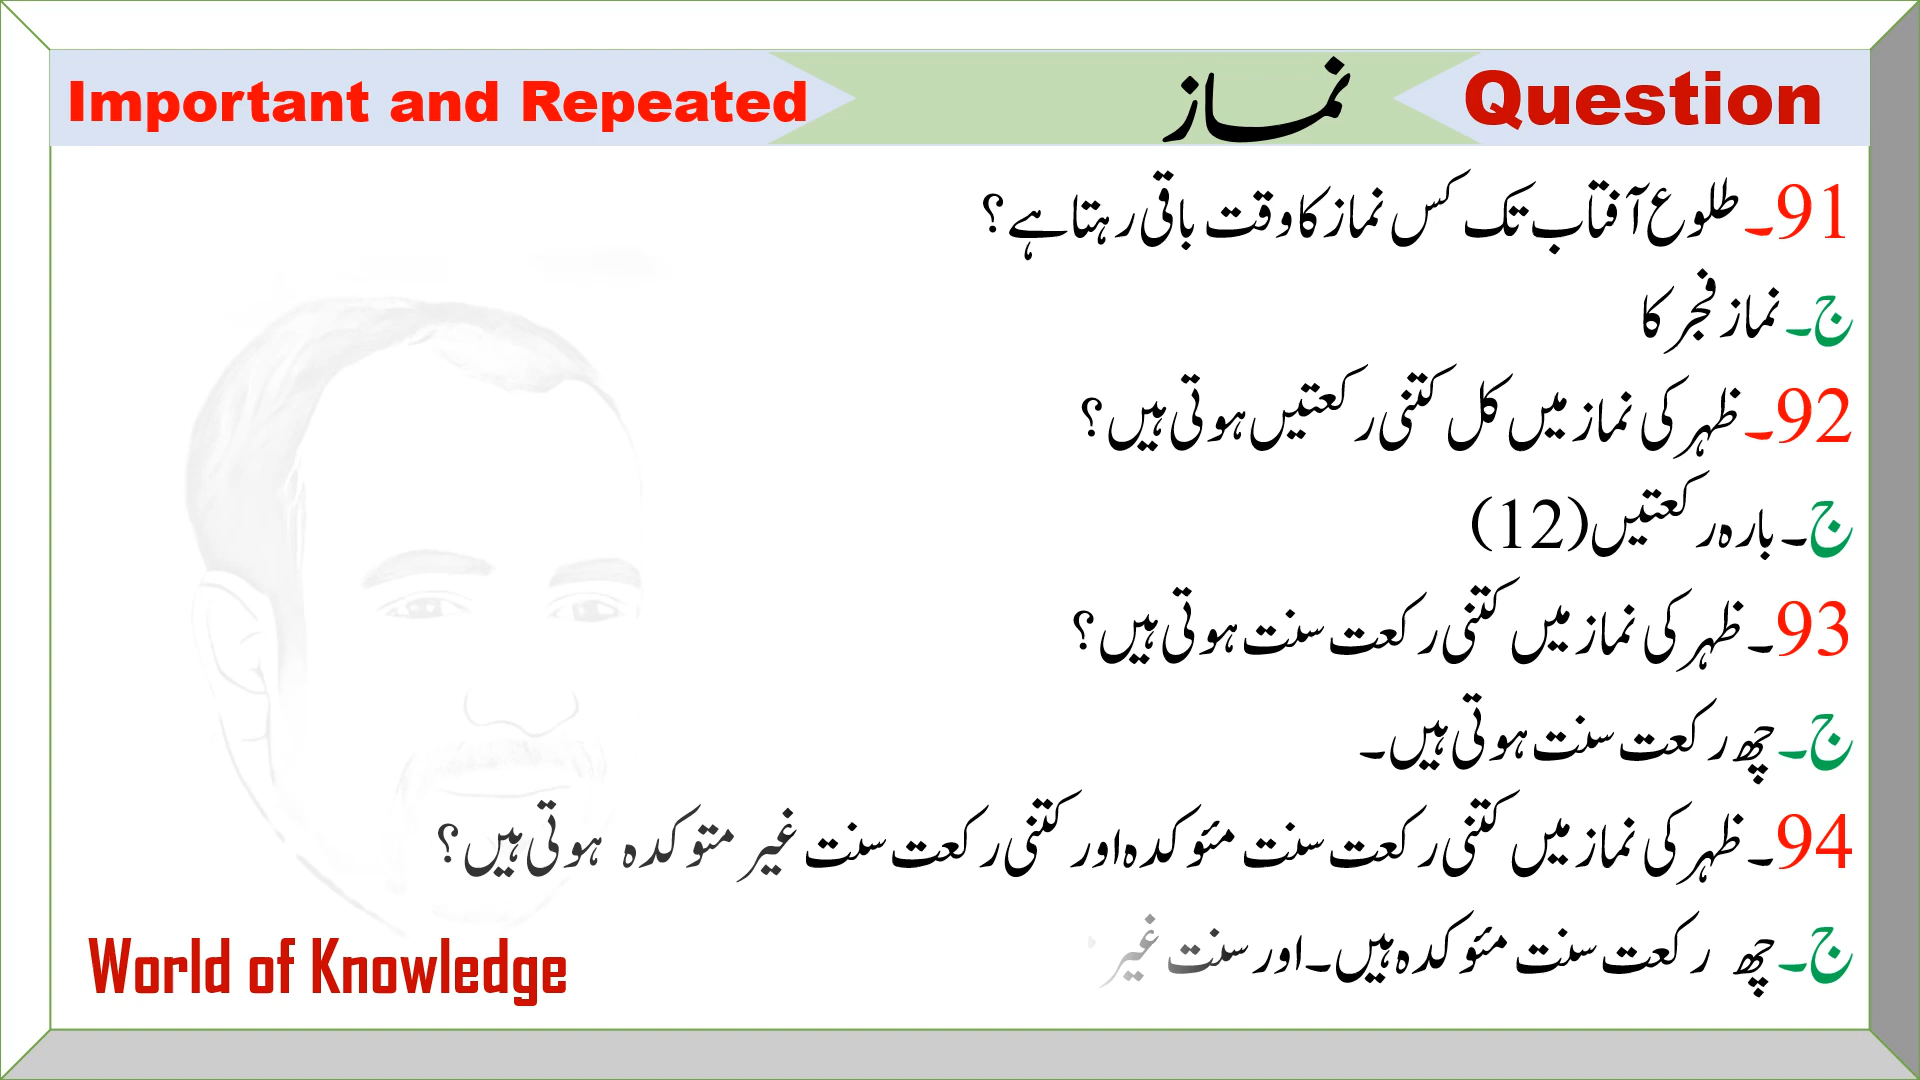 Important and Repeated نماز Question
91۔ طلوع آفتاب تک کس نماز کا وقت باقی رہتا ہے؟
ج۔ نماز فجر کا
92۔ ظہر کی نماز میں کل کتنی رکعتیں ہوتی ہیں؟
ج۔ بارہ رکعتیں (12)
93۔ ظہر کی نماز میں کتنی رکعت سنت ہوتی ہیں؟
ج۔ چھ رکعت سنت ہوتی ہیں۔
94۔ ظہر کی نماز میں کتنی رکعت سنت مئوکدہ اور کتنی رکعت سنت غیر متوکدہ ہوتی ہیں؟
ج۔ چھ رکعت سنت مئوکدہ ہیں۔ اور سنت غیر
World of Knowledge